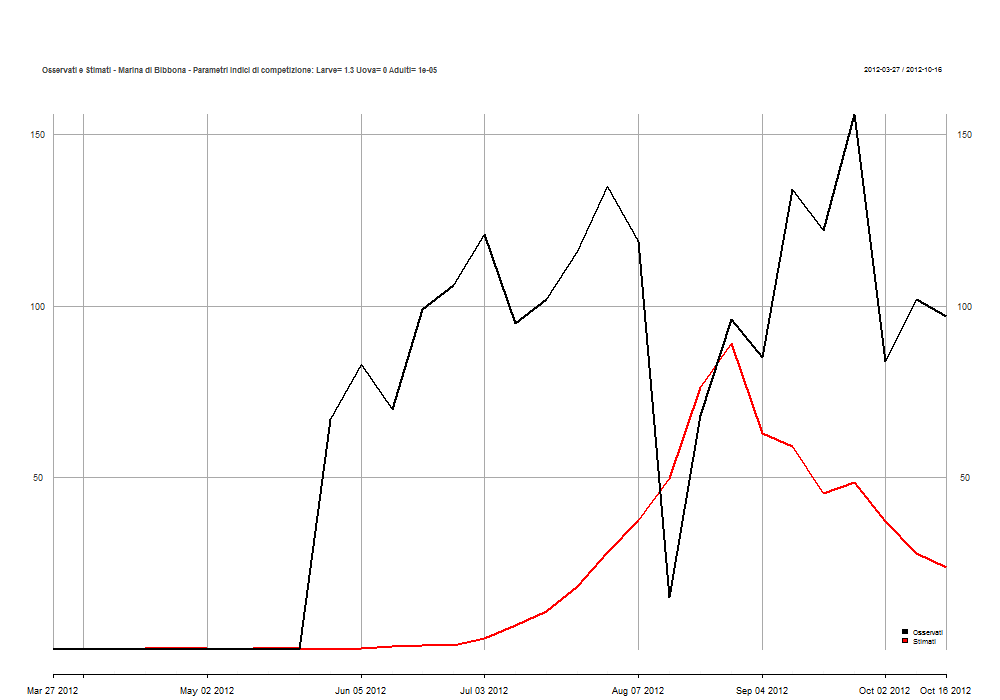 Osservati e Stimati - Marina di Bibbona - Parametri indici di competizione: Larve= 1.3 Uova= 0 Adulti= 1e-05
2012-03-27 / 2012-10-16
150 150
100 100
50 50
Osservati
Stimati
Mar 27 2012 May 02 2012 Jun 05 2012 Jul 03 2012 Aug 07 2012 Sep 04 2012 Oct 02 2012 Oct 16 2012